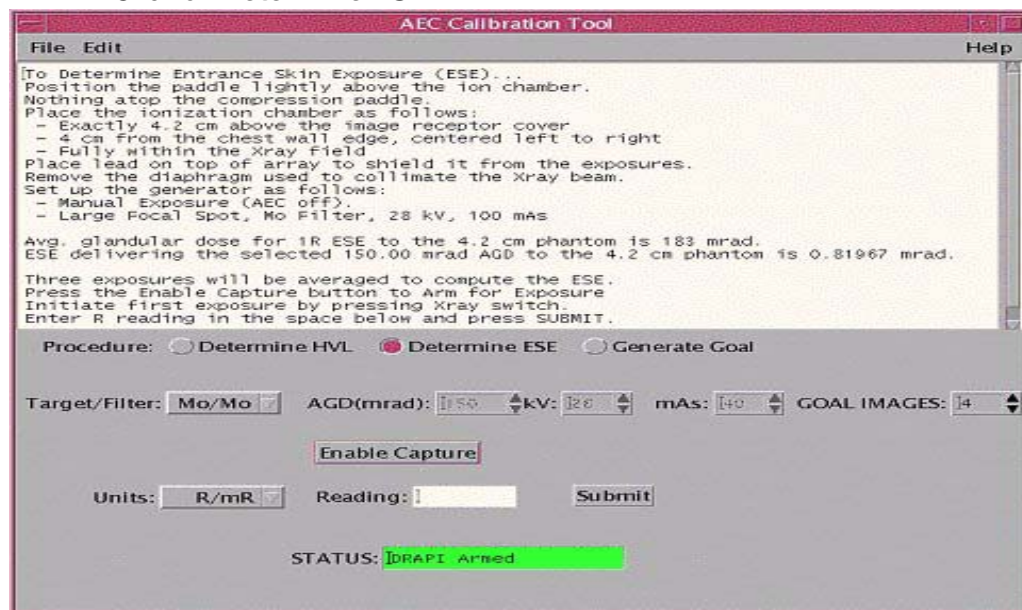 AEC Calibration Tool
File Edit Help
To Determine Entrance Skin Exposure (ESE)...
Position the paddle lightly above the ion chamber.
Nothing atop the compression paddle.
Place the ionization chamber as follows:
- Exactly 4.2 cm above the image receptor cover
- 4 cm from the chest wall edge, centered left to right
- Fully within the Xray field
Place lead on top of array to shield it from the exposures.
Remove the diaphragm used to collimate the Xray beam.
Set up the generator as follows:
- Manual Exposure (AEC off).
- Large Focal Spot, Mo Filter, 28 kV, 100 mAs
Avg. glandular dose for 1R ESE to the 4.2 cm phantom is 183 mrad.
ESE delivering the selected 150.00 mrad AGD to the 4.2 cm phantom is 0.81967 mrad.
Three exposures will be averaged to compute the ESE.
Press the Enable Capture button to Arm for Exposure
Initiate first exposure by pressing Xray switch.
Enter R reading in the space below and press SUBMIT.
Procedure: Determine HVL Determine ESE Generate Goal
Target/Filter: Mo/Mo AGD(mrad): 150 kV: 28 mAs: 40 GOAL IMAGES: 4
Enable Capture
Units: R/mR Reading: Submit
STATUS: DRAPI Armed